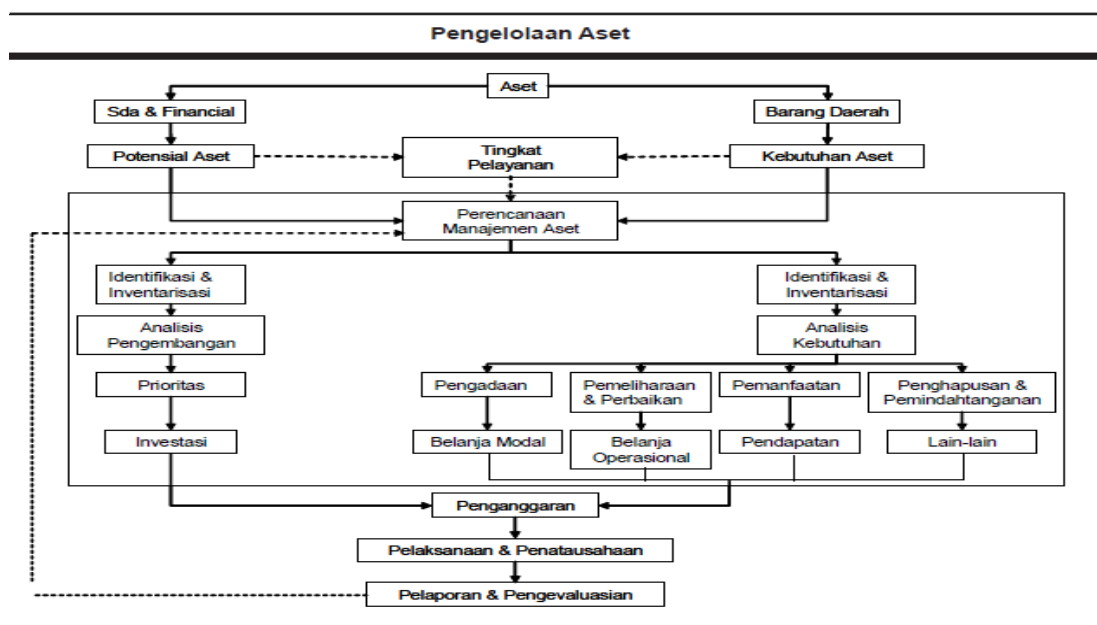 Pengelolaan Aset
Aset
Sda & Financial
Barang Daerah
Potensial Aset
Tingkat
Pelayanan
Kebutuhan Aset
Perencanaan
Manajemen Aset
Identifikasi &
Inventarisasi
Identifikasi &
Inventarisasi
Analisis
Pengembangan
Analisis
Kebutuhan
Prioritas
Pengadaan
Pemeliharaan
& Perbaikan
Pemanfaatan
Penghapusan &
Pemindahtanganan
Investasi
Belanja Modal
Belanja
Operasional
Pendapatan
Lain-lain
Penganggaran
Pelaksanaan & Penatausahaan
Pelaporan & Pengevaluasian